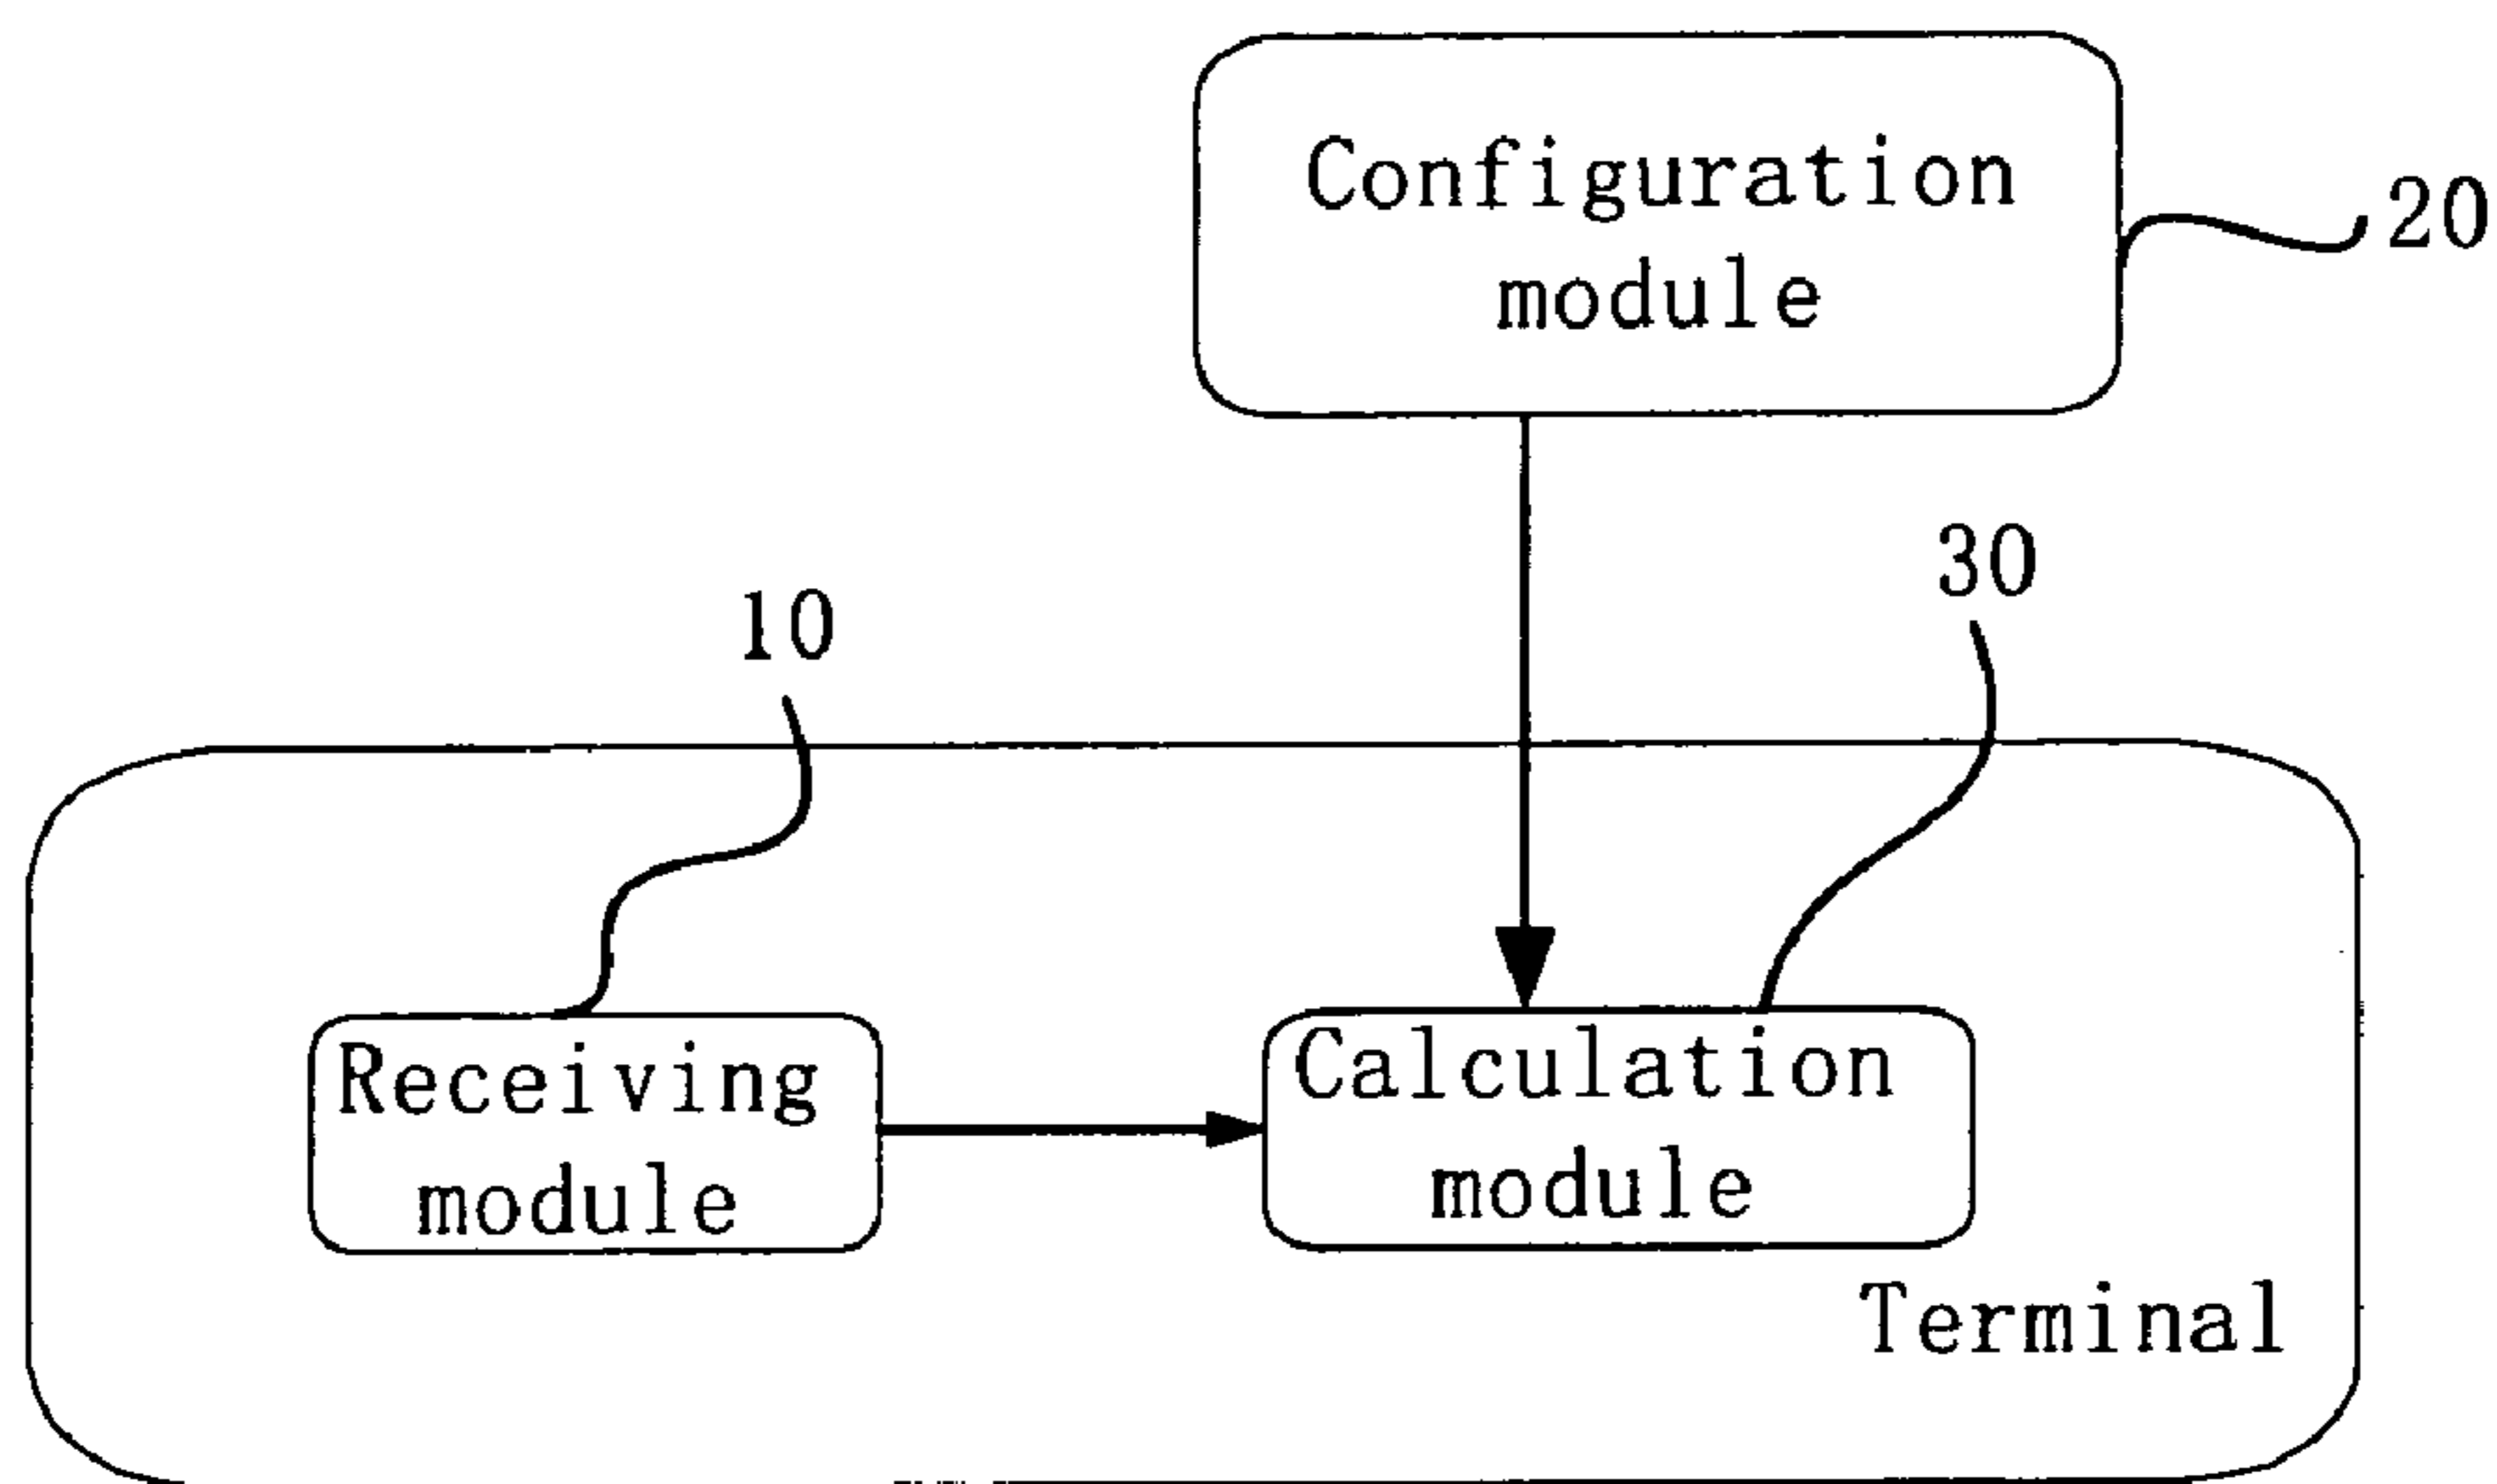 Configuration
module
20
30
10
Receiving
module
Calculation
module
Terminal